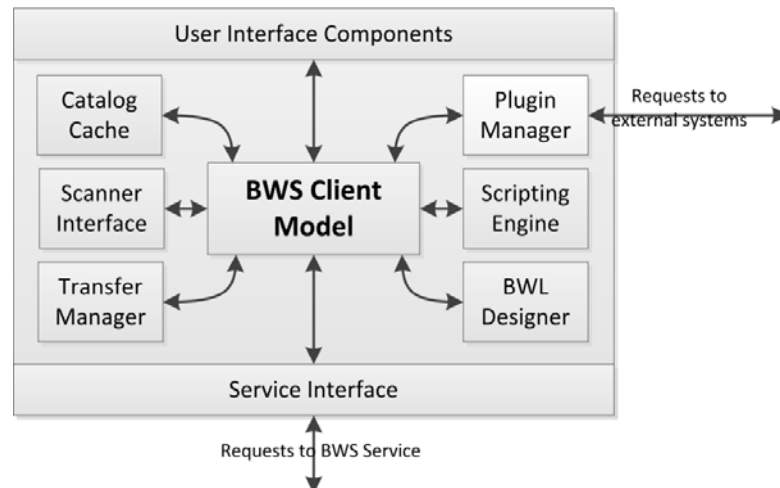 User Interface Components
Catalog
Cache
Plugin
Manager
Requests to
external systems
Scanner
Interface
BWS Client
Model
Scripting
Engine
Transfer
Manager
BWL
Designer
Service Interface
Requests to BWS Service